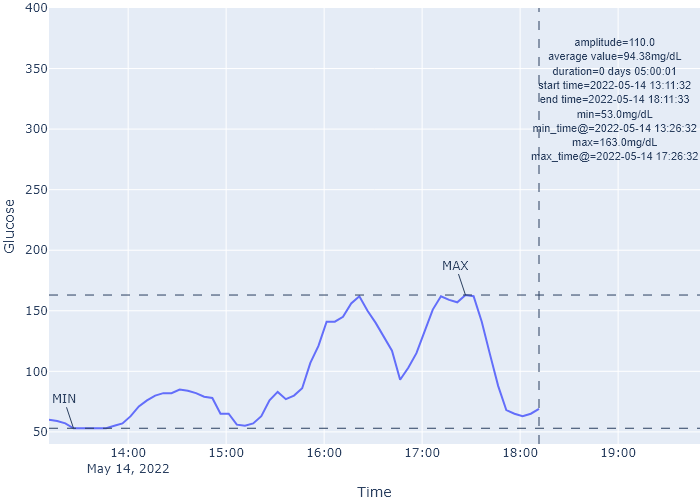 400
350
300
250
200
150
100
50
Glucose
amplitude=110.0
average value=94.38mg/dL
duration=0 days 05:00:01
start time=2022-05-14 13:11:32
end time=2022-05-14 18:11:33
min=53.0mg/dL
min_time@=2022-05-14 13:26:32
max=163.0mg/dL
max_time@=2022-05-14 17:26:32
MAX
MIN
14:00 15:00 16:00 17:00 18:00 19:00
May 14, 2022
Time